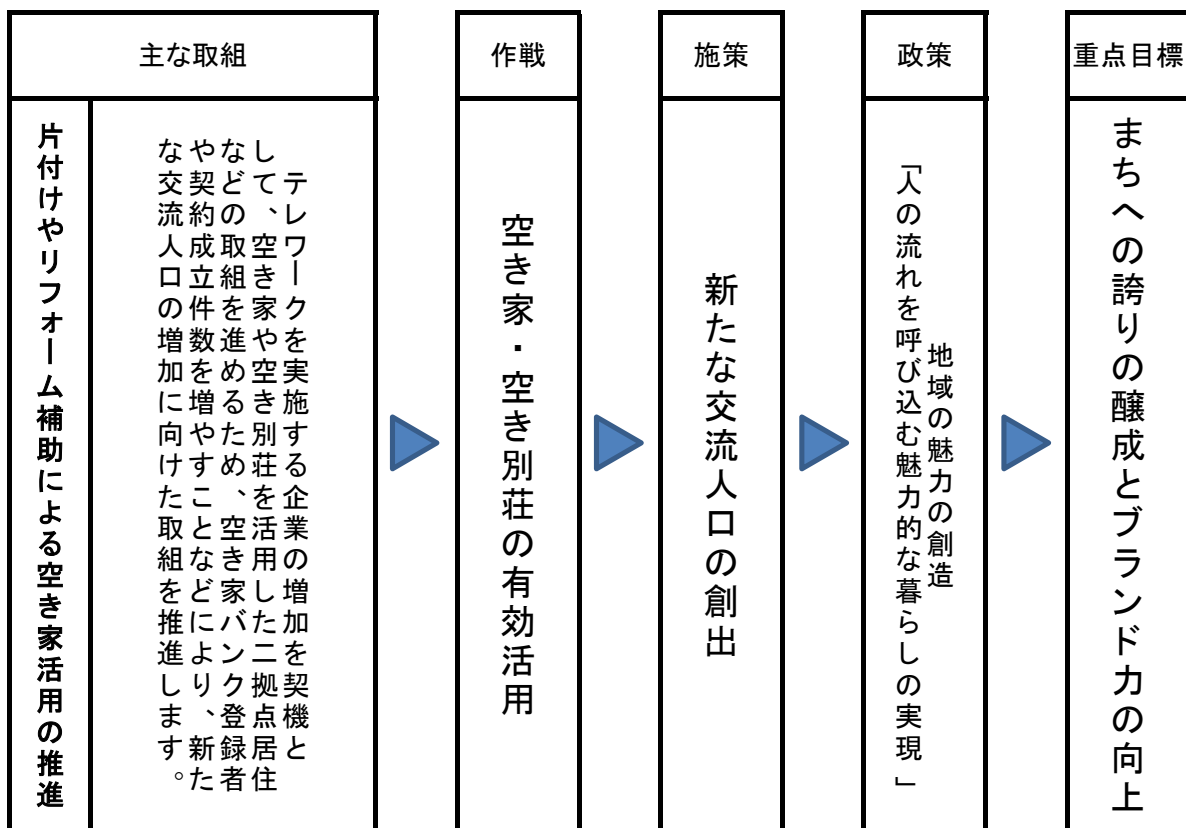 主な取組
片付けやリフォーム補助による空き家活用の推進
テレワークを実施する企業の増加を契機と
して、空き家や空き別荘を活用した二拠点居住
などの取組を進めるため、空き家バンク登録者
や契約成立件数を増やすことなどにより、新た
な交流人口の増加に向けた取組を推進します。
作戦
空き家・空き別荘の有効活用
施策
新たな交流人口の創出
政策
地域の魅力の創造
「人の流れを呼び込む魅力的な暮らしの実現」
重点目標
まちへの誇りの醸成とブランド力の向上